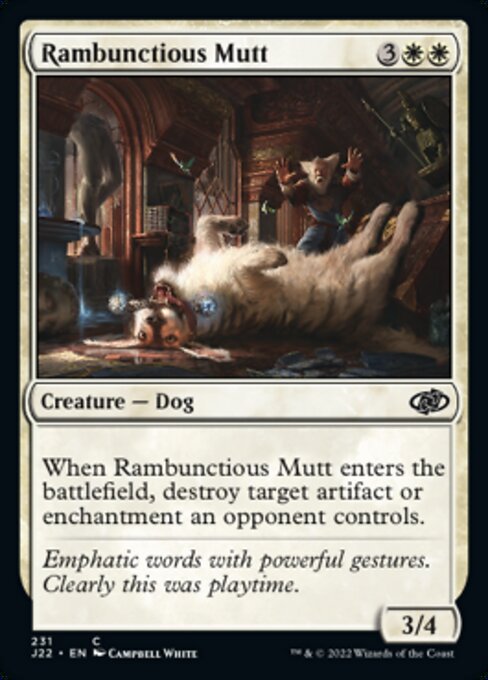 Rambunctious Mutt 3
Creature — Dog
When Rambunctious Mutt enters the
battlefield, destroy target artifact or
enchantment an opponent controls.
Emphatic words with powerful gestures.
Clearly this was playtime.
3/4
231 C
J22 • EN Campbell White ™ & © 2022 Wizards of the Coast